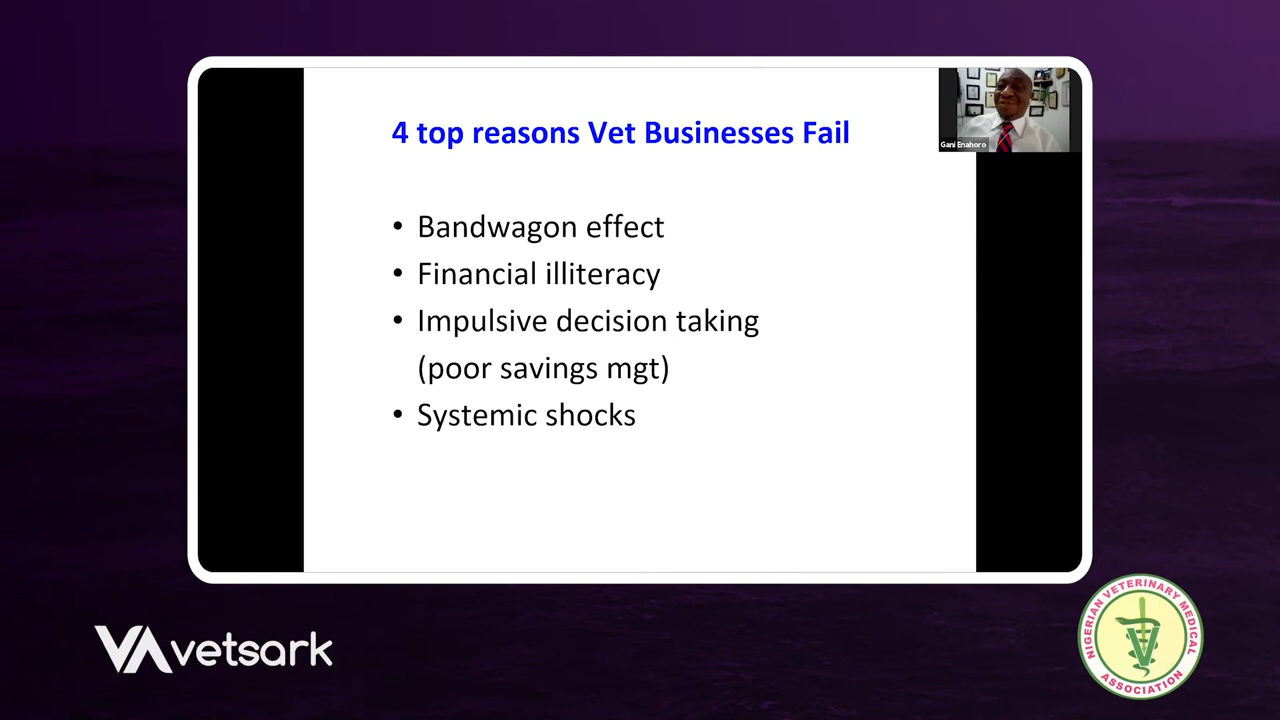 4 top reasons Vet Businesses Fail
Gani Enahoro
• Bandwagon effect
• Financial illiteracy
• Impulsive decision taking
(poor savings mgt)
• Systemic shocks
VA vetsark
NIGERIAN VETERINARY MEDICAL
ASSOCIATION
V